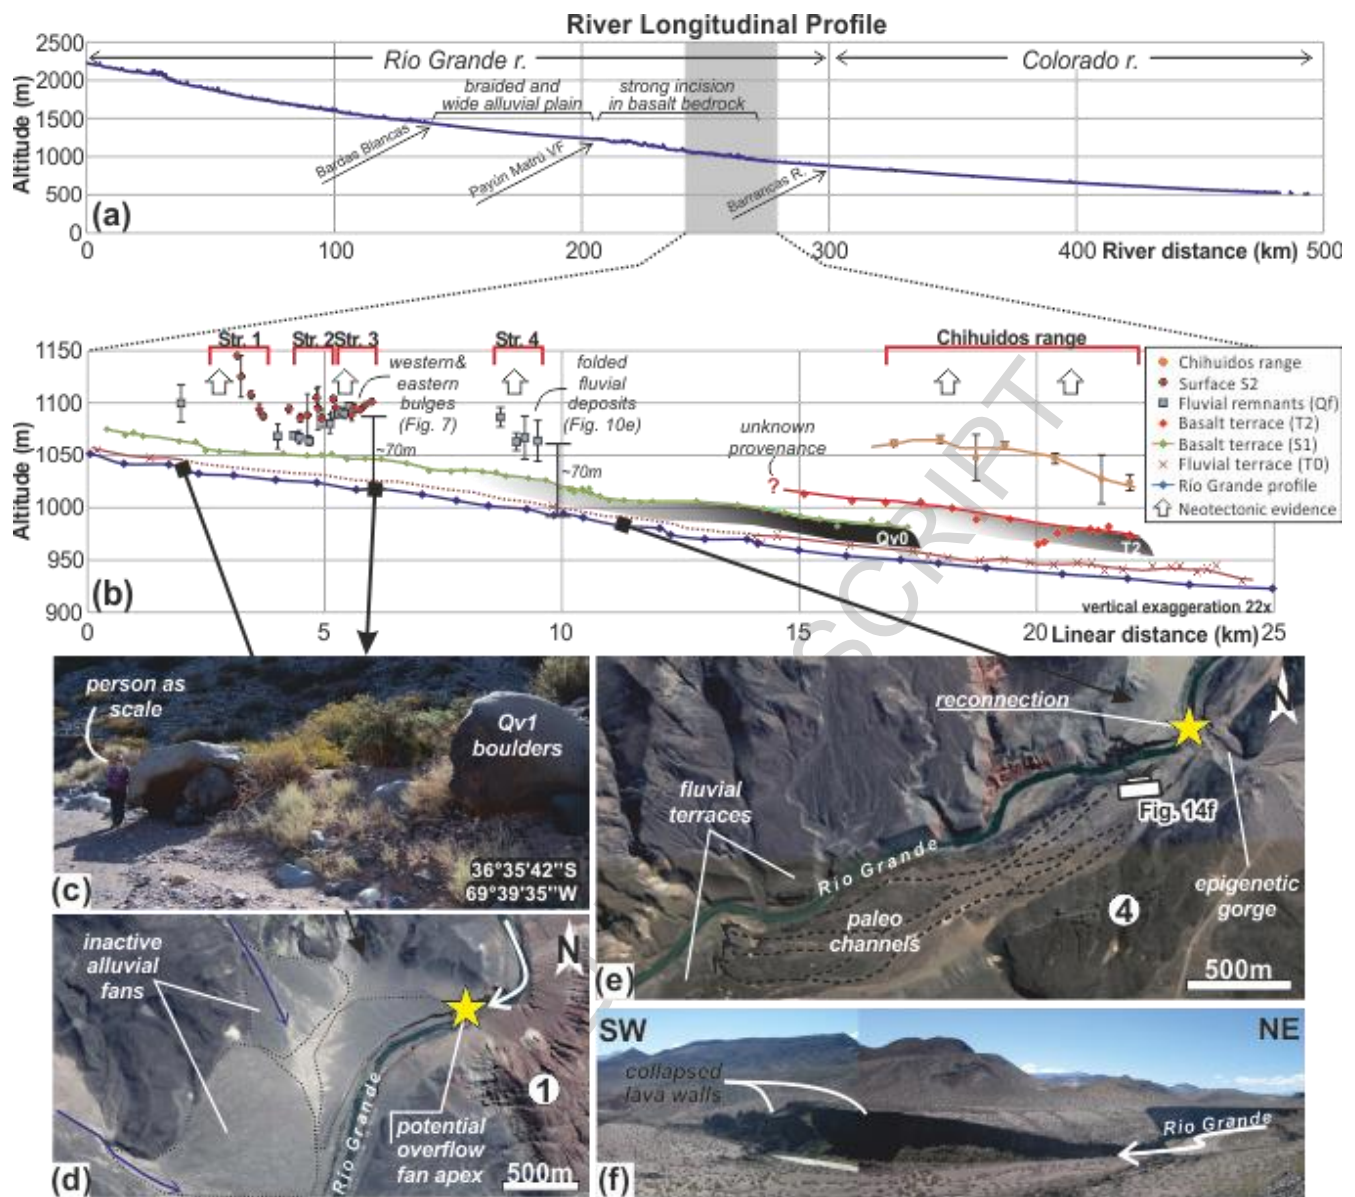 River Longitudinal Profile
Río Grande r.
Colorado r.
braided and
wide alluvial plain
strong incision
in basalt bedrock
Bardas Blancas
Payún Matrú VF
Barrancas R.
Altitude (m)
2500
2000
1500
1000
500
0
(a)
0
100
200
300
400
River distance (km)
500
Str. 1
Str. 2
Str. 3
Str. 4
Chihuidos range
western&
eastern
bulges
(Fig. 7)
folded
fluvial
deposits
(Fig. 10e)
unknown
provenance
?
~70m
~70m
Qv0
T2
Chihuidos range
Surface S2
Fluvial remnants (Qf)
Basalt terrace (T2)
Basalt terrace (S1)
Fluvial terrace (T0)
Río Grande profile
Neotectonic evidence
Altitude (m)
1150
1100
1050
1000
950
900
(b)
vertical exaggeration 22x
0
5
10
15
20
Linear distance (km)
25
SCRIPT
person as
scale
Qv1
boulders
36°35'42"S
69°39'35"W
(c)
inactive
alluvial
fans
N
Río Grande
1
potential
overflow
fan apex
500m
(d)
reconnection
N
fluvial
terraces
Fig. 14f
Río Grande
paleo
channels
4
epigenetic
gorge
500m
(e)
SW
NE
collapsed
lava walls
Río Grande
(f)